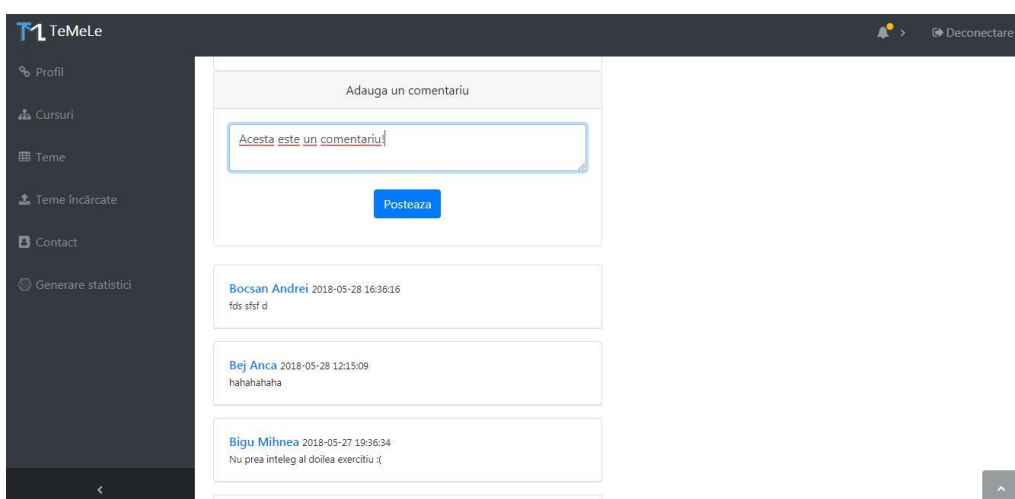 TeMeLe
Deconectare
Profil
Cursuri
Teme
Teme încărcate
Contact
Generare statistici
Adauga un comentariu
Acesta este un comentariu!
Posteaza
Bocsan Andrei 2018-05-28 16:36:16
fds sfsf d
Bej Anca 2018-05-28 12:15:09
hahahahaha
Bigu Mihnea 2018-05-27 19:36:34
Nu prea inteleg al doilea exercitiu :(